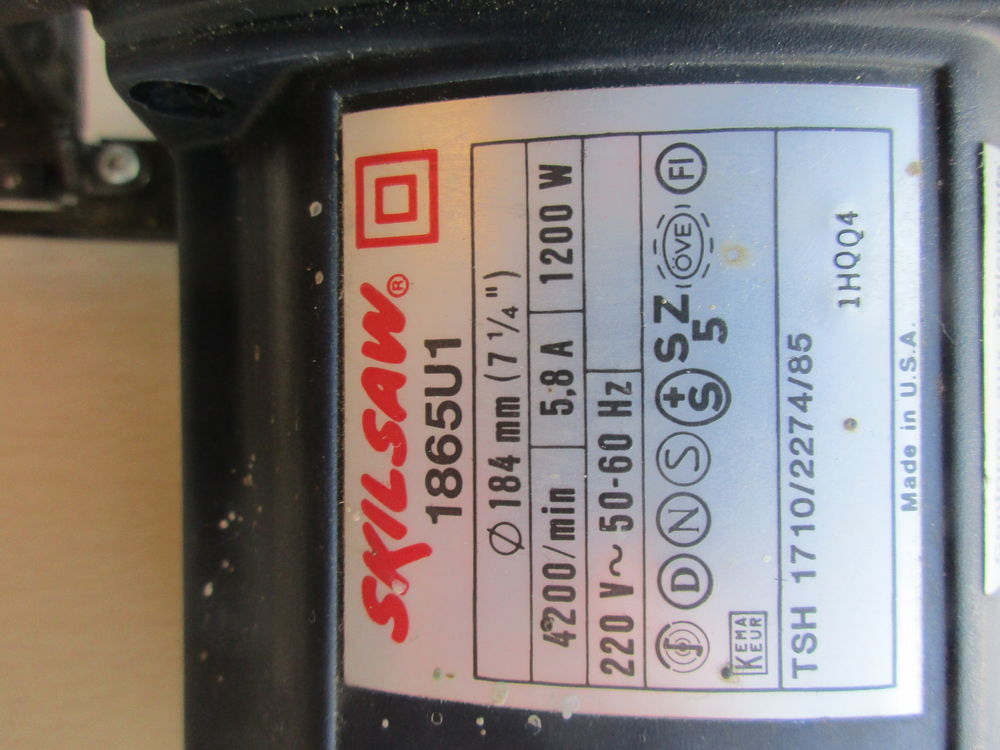 SKILSAW®
1865U1
Ø 184 mm (7 1/4")
4200/min 5,8 A 1200 W
220 V~ 50-60 Hz
D N S +S SZ ÖVE FI
5
KEMA
KEUR
TSH 1710/2274/85 1HQQ4
Made in U.S.A.